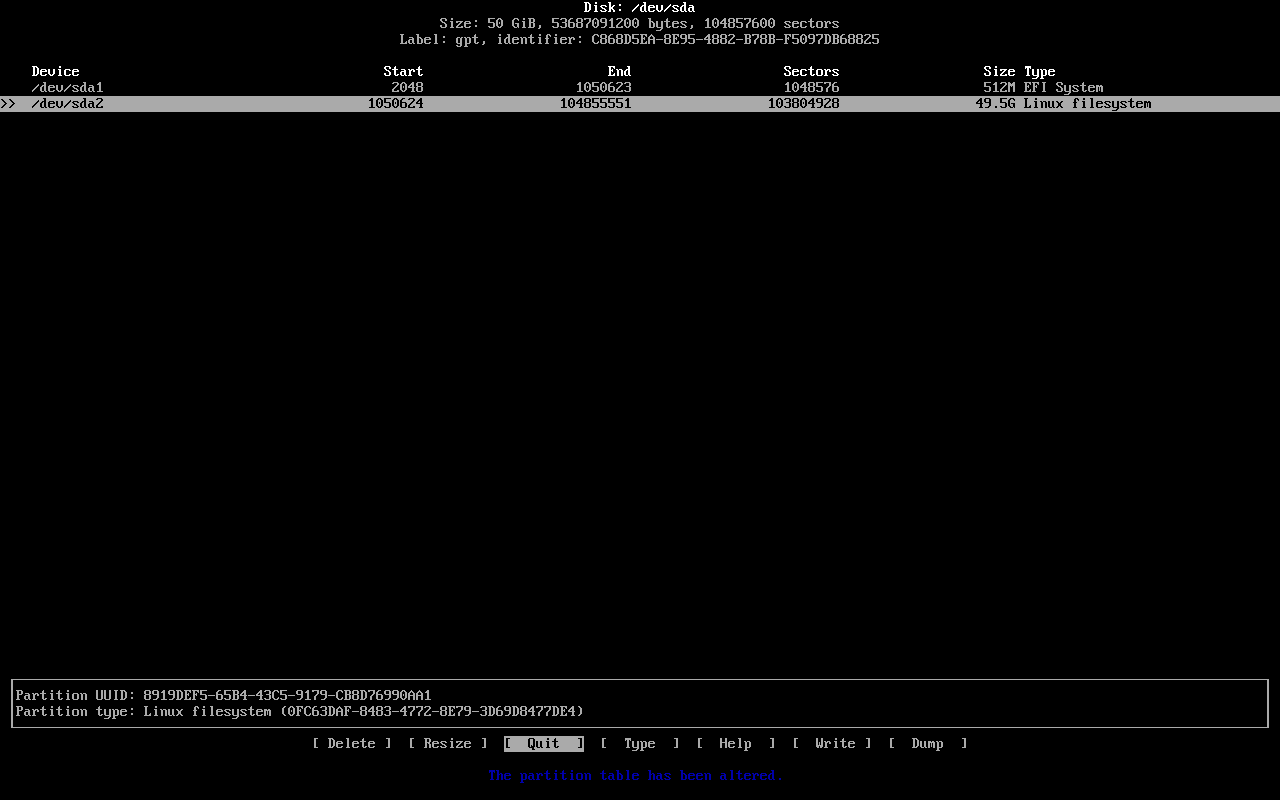 Disk: /dev/sda
Size: 50 GiB, 53687091200 bytes, 104857600 sectors
Label: gpt, identifier: C868D5EA-8E95-4882-B78B-F5097DB68825
Device Start End Sectors Size Type
/dev/sda1 2048 1050623 1048576 512M EFI System
>> /dev/sda2 1050624 104855551 103804928 49.5G Linux filesystem
Partition UUID: 8919DEF5-65B4-43C5-9179-CB8D76990AA1
Partition type: Linux filesystem (0FC63DAF-8483-4772-8E79-3D69D8477DE4)
[ Delete ] [ Resize ] [ Quit ] [ Type ] [ Help ] [ Write ] [ Dump ]
The partition table has been altered.